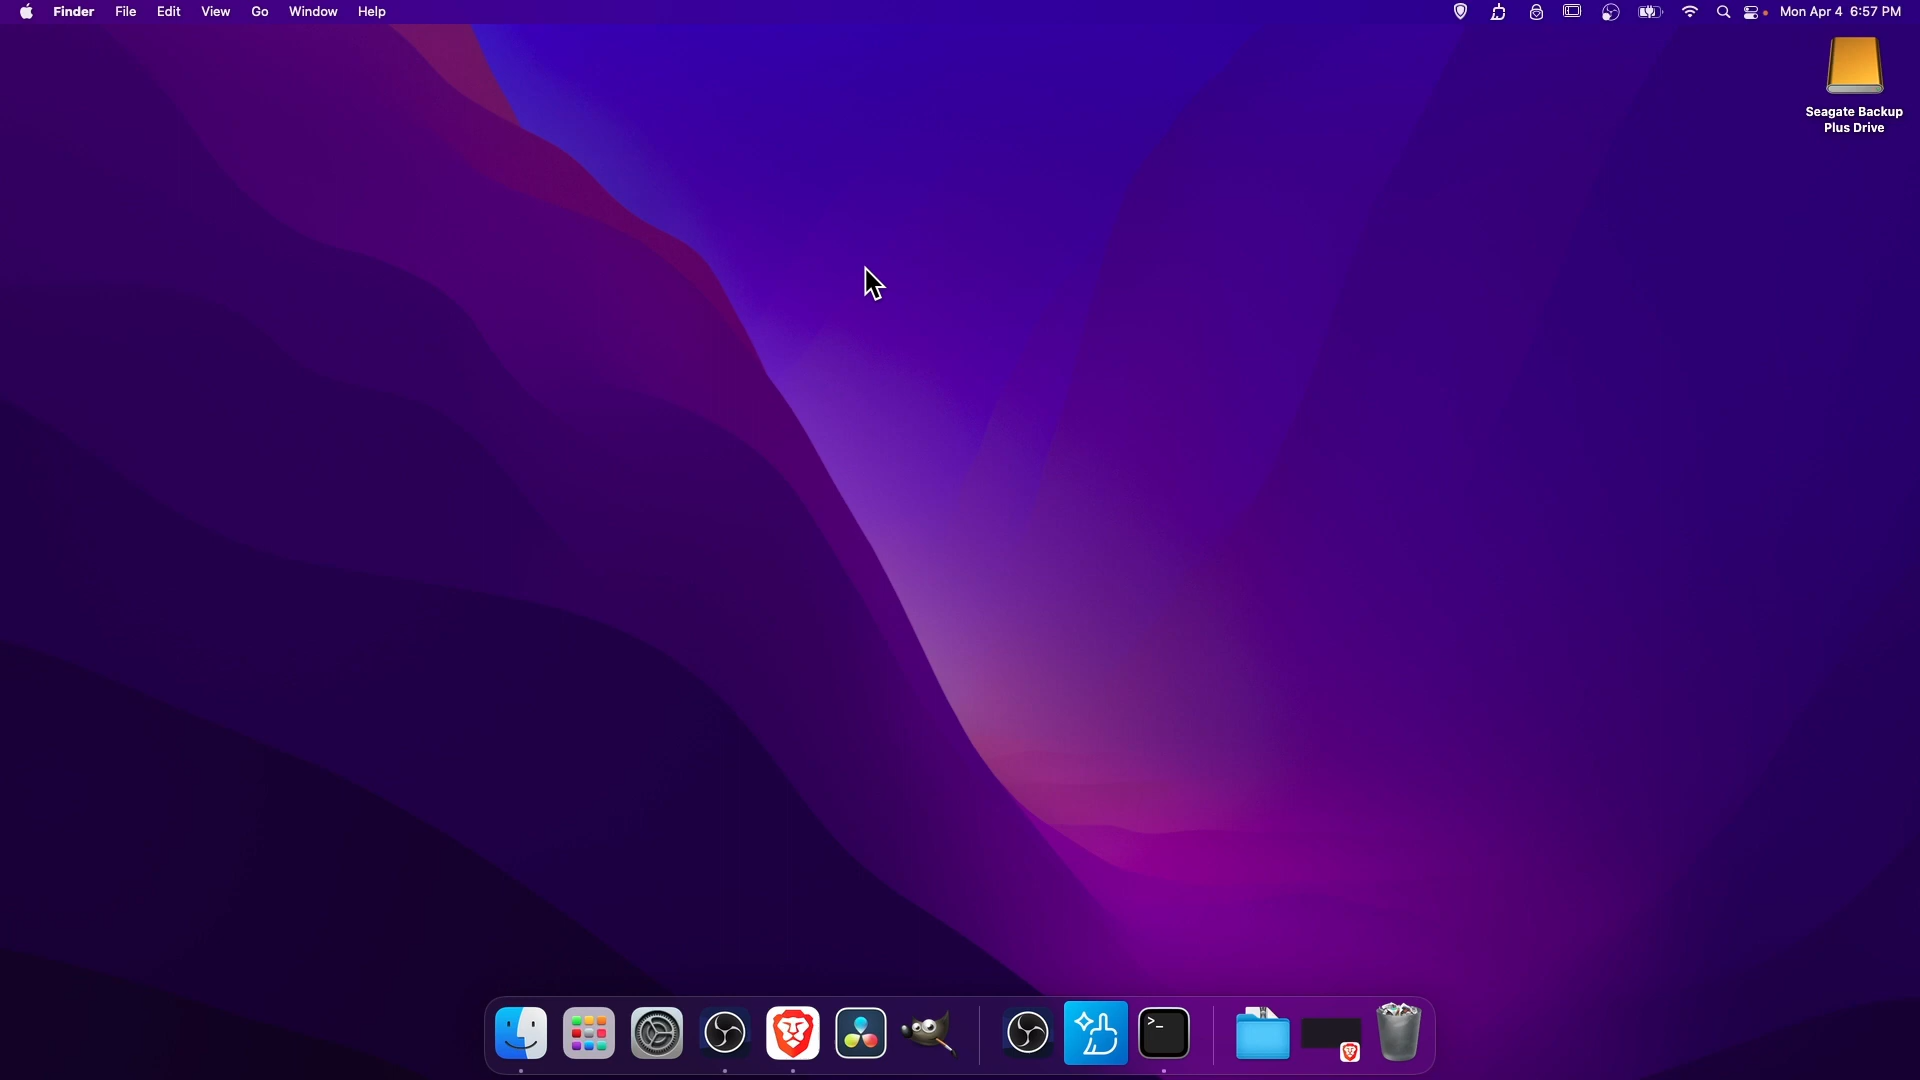 Finder File Edit View Go Window Help Mon Apr 4 6:57 PM
Seagate Backup
Plus Drive
>_